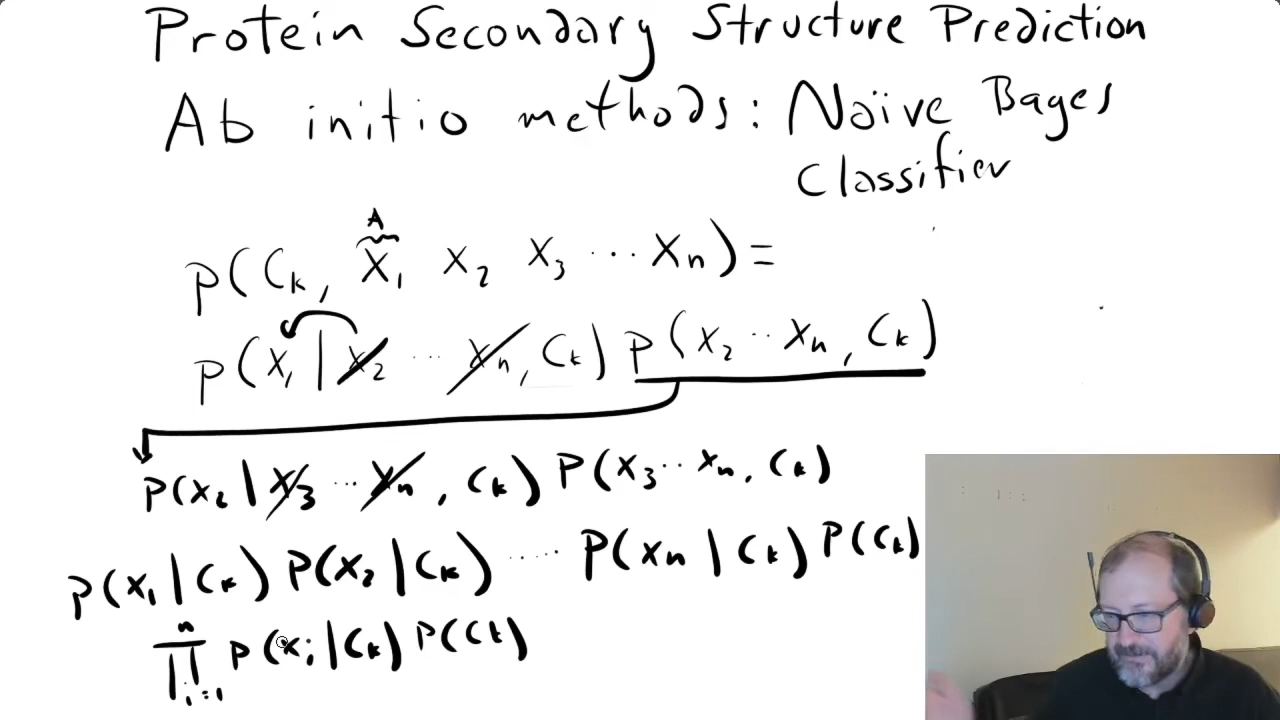 Protein Secondary Structure Prediction
Ab initio methods: Naïve Bayes
Classifier
A
p(Ck, x1 x2 x3 ... xn) =
p(x1 | x2 ... xn, Ck) p(x2 ... xn, Ck)
p(x2 | x3 ... xn, Ck) p(x3 ... xn, Ck)
p(x1 | Ck) p(x2 | Ck) ..... p(xn | Ck) p(Ck)
n
∏ p(xi | Ck) p(Ck)
i=1